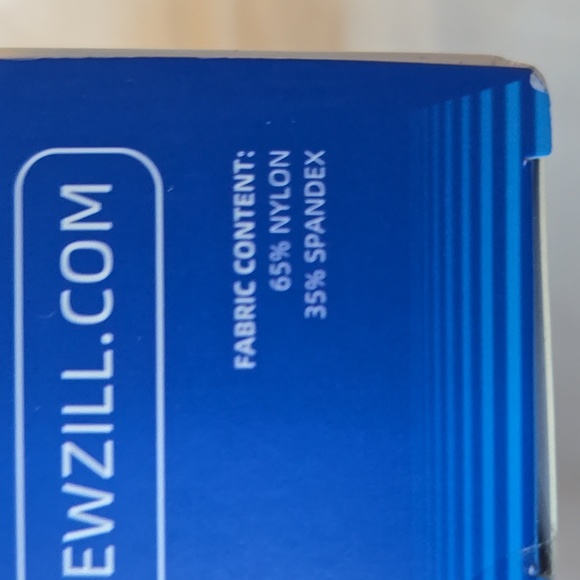 FABRIC CONTENT:
65% NYLON
35% SPANDEX
EWZILL.COM